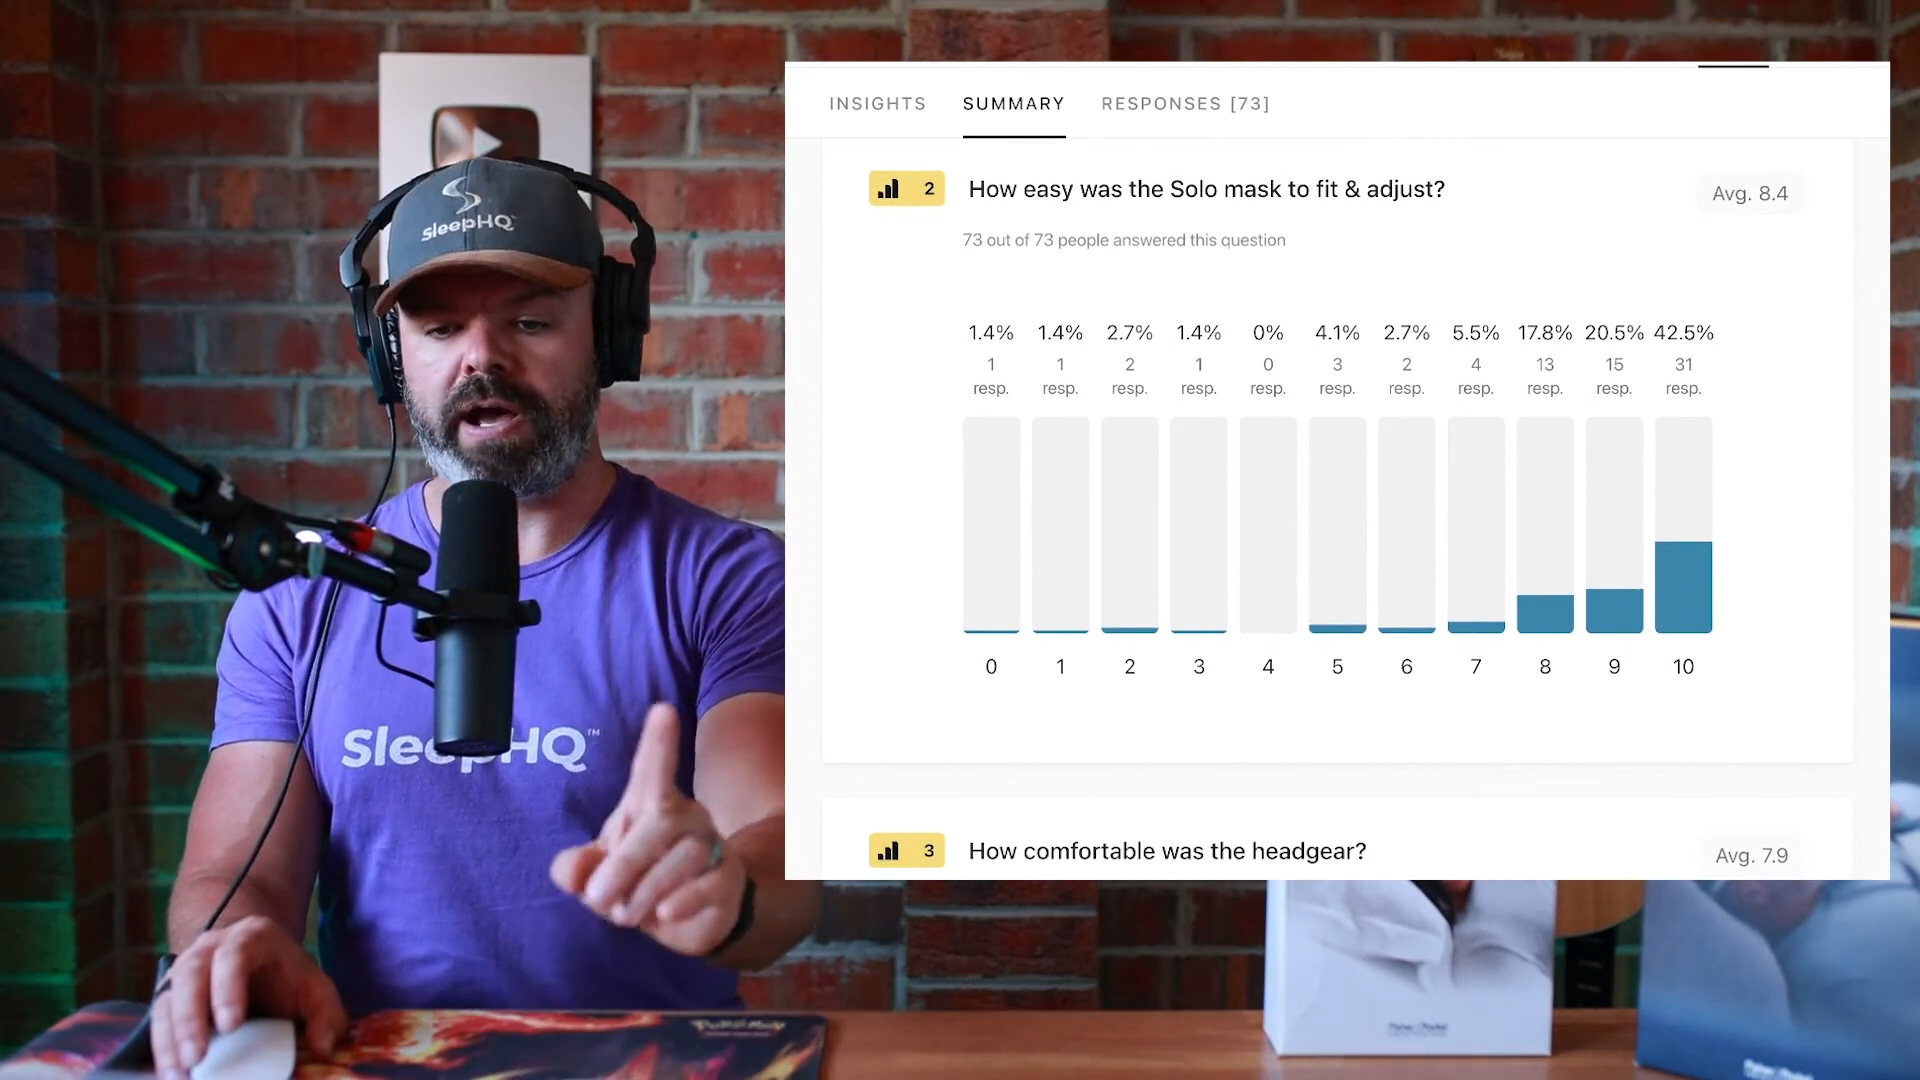 INSIGHTS SUMMARY RESPONSES [73]
2 How easy was the Solo mask to fit & adjust? Avg. 8.4
73 out of 73 people answered this question
1.4% 1.4% 2.7% 1.4% 0% 4.1% 2.7% 5.5% 17.8% 20.5% 42.5%
1 1 2 1 0 3 2 4 13 15 31
resp. resp. resp. resp. resp. resp. resp. resp. resp. resp. resp.
0 1 2 3 4 5 6 7 8 9 10
3 How comfortable was the headgear? Avg. 7.9
SleepHQ
SleepHQ™
Pokémon
Fisher & Paykel